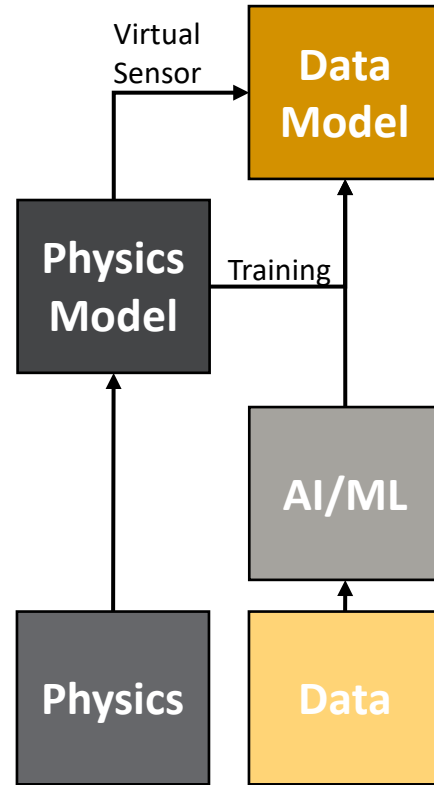 Virtual
Sensor
Data
Model
Physics
Model
Training
AI/ML
Physics
Data